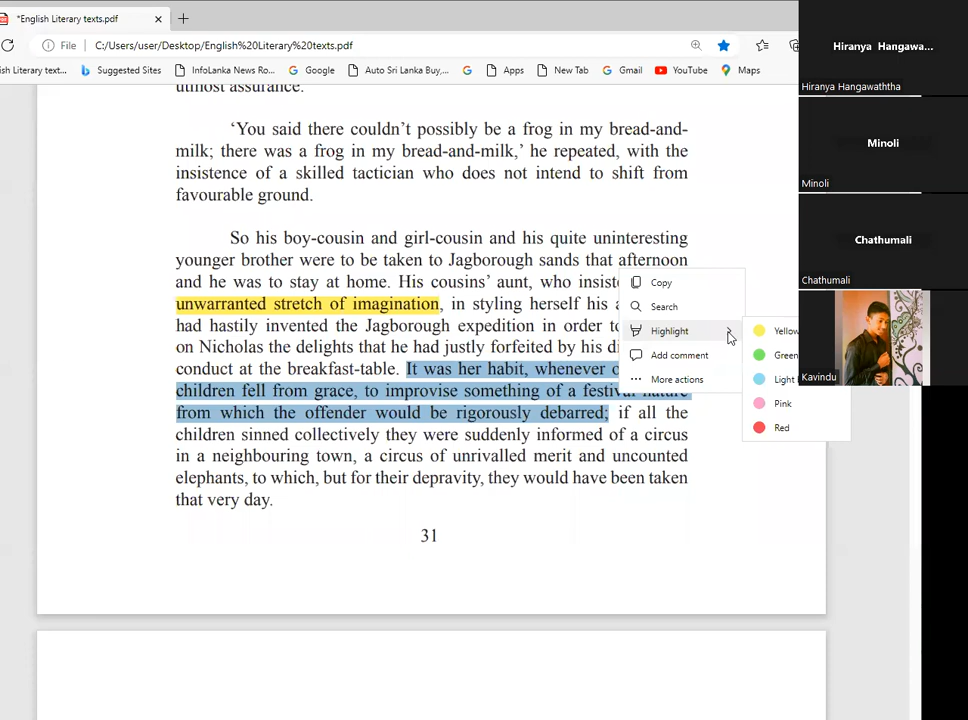 *English Literary texts.pdf
File C:/Users/user/Desktop/English%20Literary%20texts.pdf
ish Literary text... Suggested Sites InfoLanka News Ro... Google Auto Sri Lanka Buy,... Apps New Tab Gmail YouTube Maps
utmost assurance.
‘You said there couldn’t possibly be a frog in my bread-and-
milk; there was a frog in my bread-and-milk,’ he repeated, with the
insistence of a skilled tactician who does not intend to shift from
favourable ground.
So his boy-cousin and girl-cousin and his quite uninteresting
younger brother were to be taken to Jagborough sands that afternoon
and he was to stay at home. His cousins’ aunt, who insist
unwarranted stretch of imagination, in styling herself his a
had hastily invented the Jagborough expedition in order to
on Nicholas the delights that he had justly forfeited by his di
conduct at the breakfast-table. It was her habit, whenever o
children fell from grace, to improvise something of a festival nature
from which the offender would be rigorously debarred; if all the
children sinned collectively they were suddenly informed of a circus
in a neighbouring town, a circus of unrivalled merit and uncounted
elephants, to which, but for their depravity, they would have been taken
that very day.
31
Copy
Search
Highlight
Add comment
More actions
Yellow
Green
Light
Pink
Red
Hiranya Hangawa...
Hiranya Hangawaththa
Minoli
Minoli
Chathumali
Chathumali
Kavindu